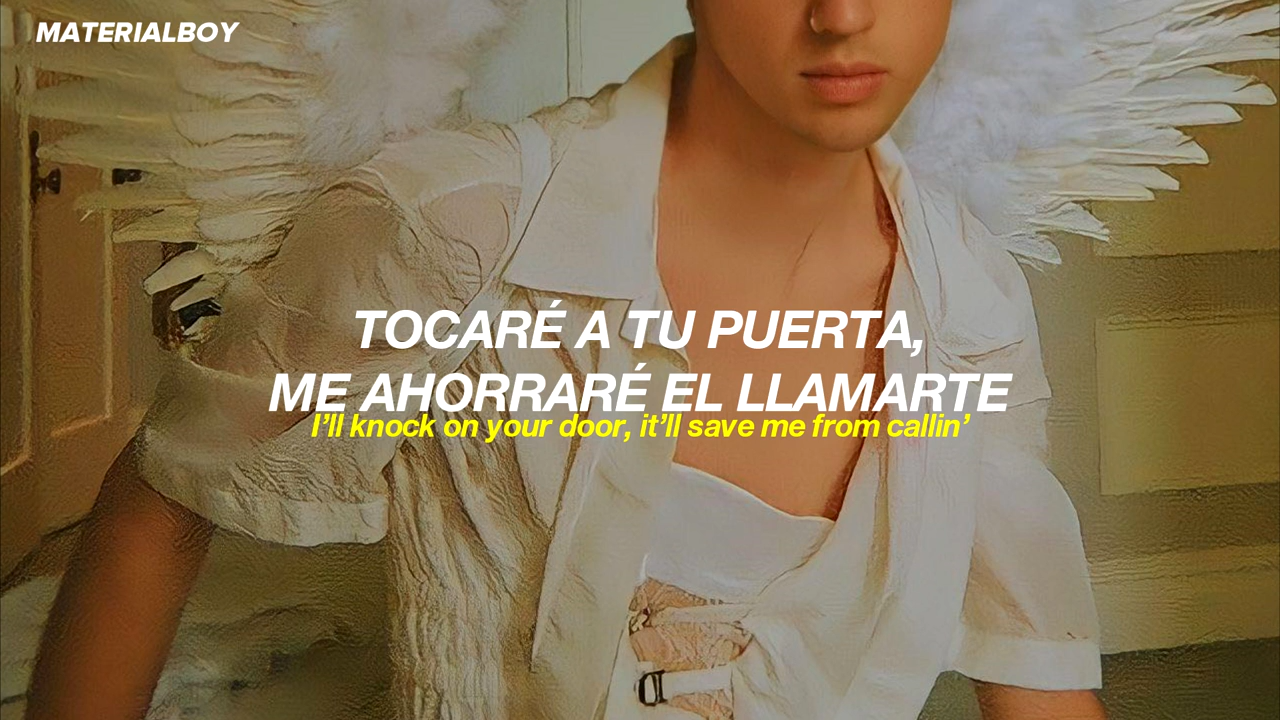 MATERIALBOY
TOCARÉ A TU PUERTA,
ME AHORRARÉ EL LLAMARTE
I'll knock on your door, it'll save me from callin'